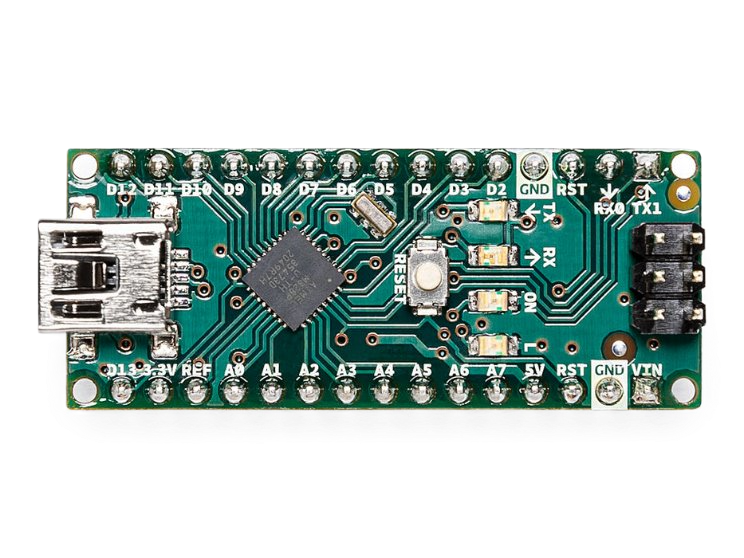 D12 D11 D10 D9 D8 D7 D6 D5 D4 D3 D2 GND RST
RX0 TX1
TX
RX
RESET
ON
L
D13 3.3V REF A0 A1 A2 A3 A4 A5 A6 A7 5V RST GND VIN